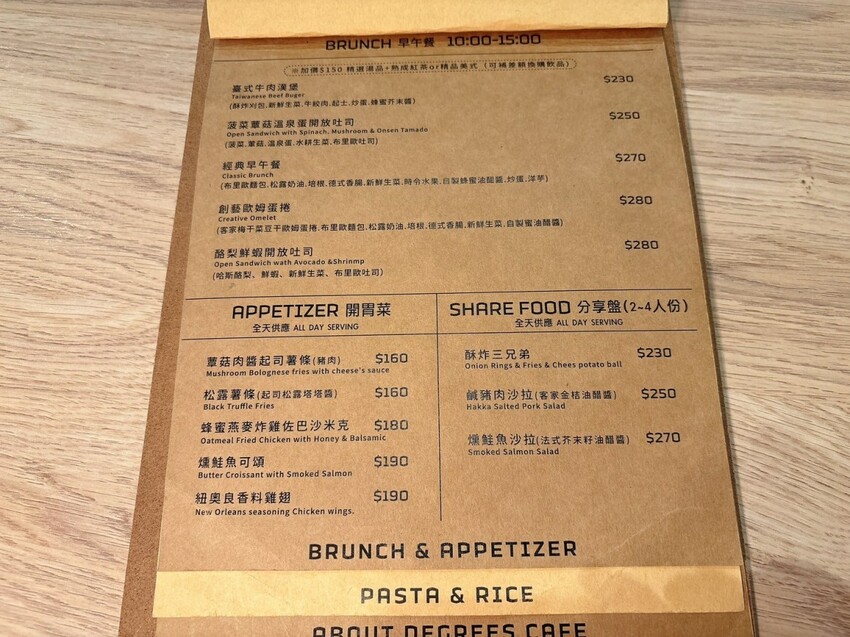 BRUNCH 早午餐 10:00-15:00
※加價$150 精選湯品+熟成紅茶or精品美式 (可補差額換購飲品)
臺式牛肉漢堡 $230
Taiwanese Beef Buger
(酥炸刈包.新鮮生菜.牛絞肉.起士.炒蛋.蜂蜜芥末醬)
菠菜蕈菇溫泉蛋開放吐司 $250
Open Sandwich with Spinach, Mushroom & Onsen Tamado
(菠菜.蕈菇.溫泉蛋.水耕生菜.布里歐吐司)
經典早午餐 $270
Classic Brunch
(布里歐麵包.松露奶油.培根.德式香腸.新鮮生菜.時令水果.自製蜂蜜油醋醬.炒蛋.洋芋)
創藝歐姆蛋捲 $280
Creative Omelet
(客家梅干菜豆干歐姆蛋捲.布里歐麵包.松露奶油.培根.德式香腸.新鮮生菜.自製蜜油醋醬)
酪梨鮮蝦開放吐司 $280
Open Sandwich wath Avocado &Shrinmp
(哈斯酪梨、鮮蝦、新鮮生菜、布里歐吐司)
APPETIZER 開胃菜
全天供應 ALL DAY SERVING
蕈菇肉醬起司薯條(豬肉) $160
Mushroom Bolognese fries with cheese's sauce
松露薯條(起司松露塔塔醬) $160
Black Truffle Fries
蜂蜜燕麥炸雞佐巴沙米克 $180
Oatmeal Fried Chicken with Honey & Balsamic
燻鮭魚可頌 $190
Butter Croissant with Smoked Salmon
紐奧良香料雞翅 $190
New Orleans seasoning Chicken wings.
SHARE FOOD 分享盤(2~4人份)
全天供應 ALL DAY SERVING
酥炸三兄弟 $230
Onion Rings & Fries & Chees potato ball
鹹豬肉沙拉(客家金桔油醋醬) $250
Hakka Salted Pork Salad
燻鮭魚沙拉(法式芥末籽油醋醬) $270
Smoked Salmon Salad
BRUNCH & APPETIZER
PASTA & RICE
ABOUT DEGREES CAFE